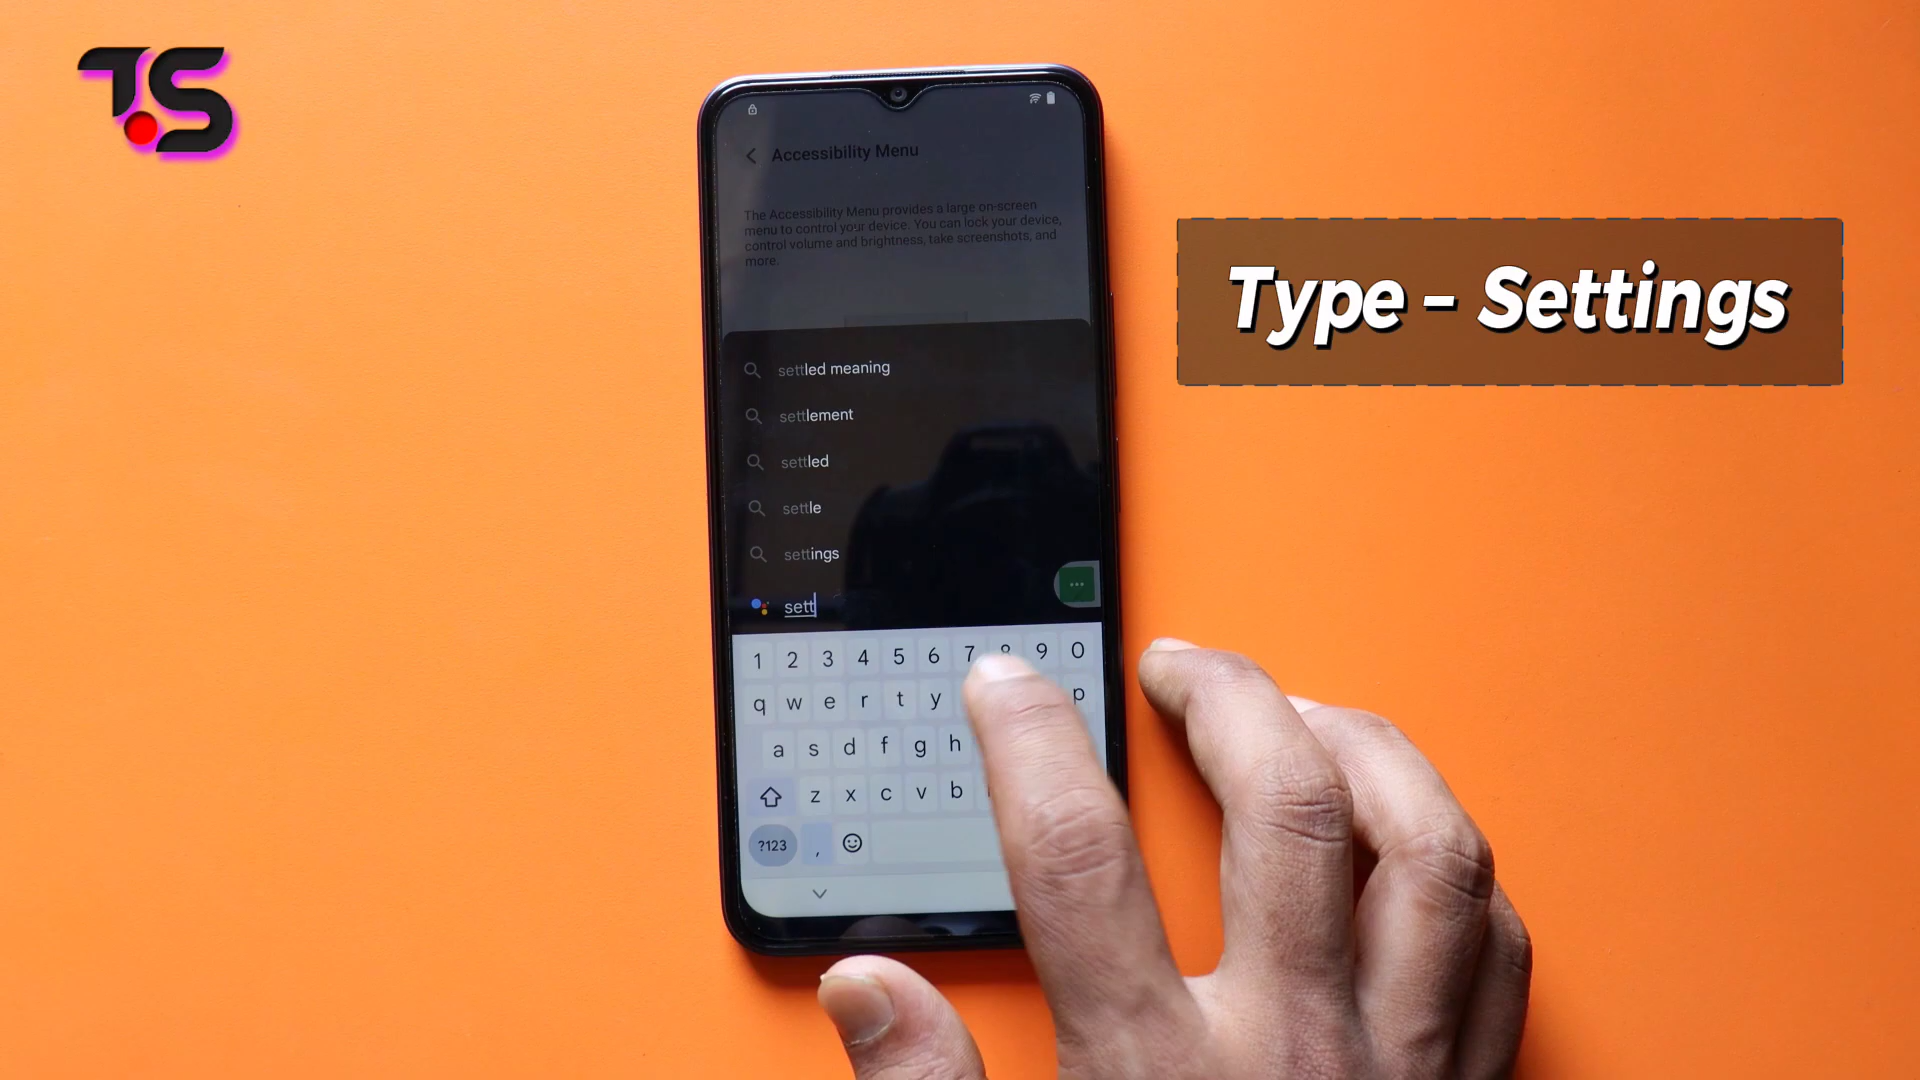 T.S
Accessibility Menu
The Accessibility Menu provides a large on-screen
menu to control your device. You can lock your device,
control volume and brightness, take screenshots, and
more.
settled meaning
settlement
settled
settle
settings
sett
1 2 3 4 5 6 7 8 9 0
q w e r t y p
a s d f g h
z x c v b
?123 ,
Type - Settings